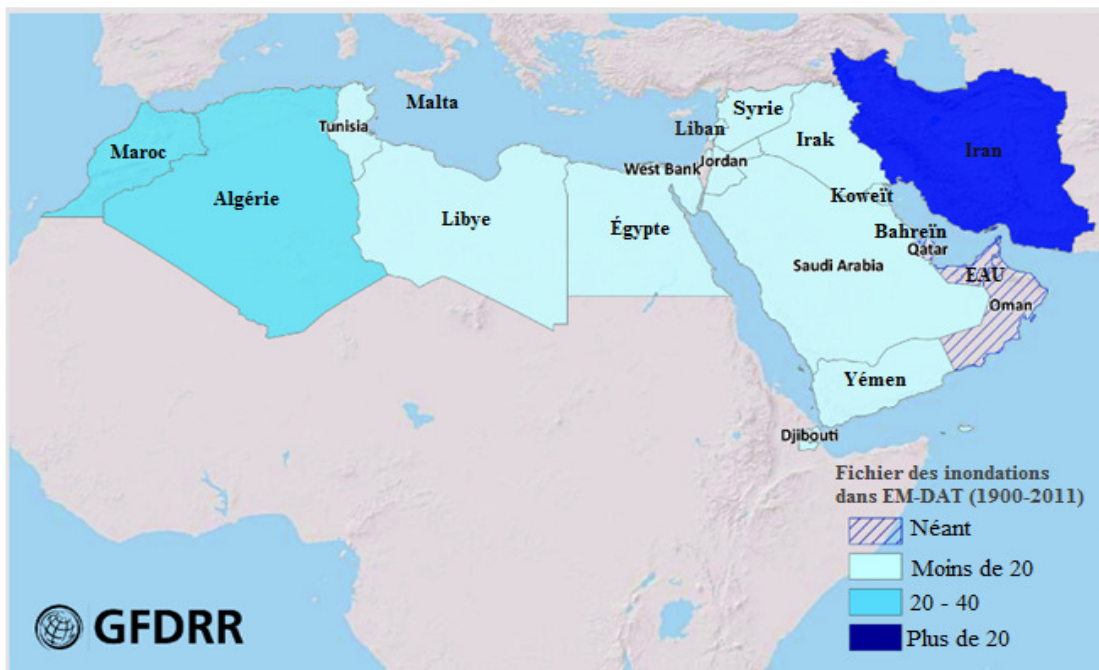 Malta
Syrie
Tunisia
Liban
Maroc
Irak
Iran
West Bank
Jordan
Algérie
Koweït
Libye
Égypte
Bahreïn
Qatar
Saudi Arabia
EAU
Oman
Yémen
Djibouti
Fichier des inondations
dans EM-DAT (1900-2011)
Néant
Moins de 20
20 - 40
Plus de 20
GFDRR